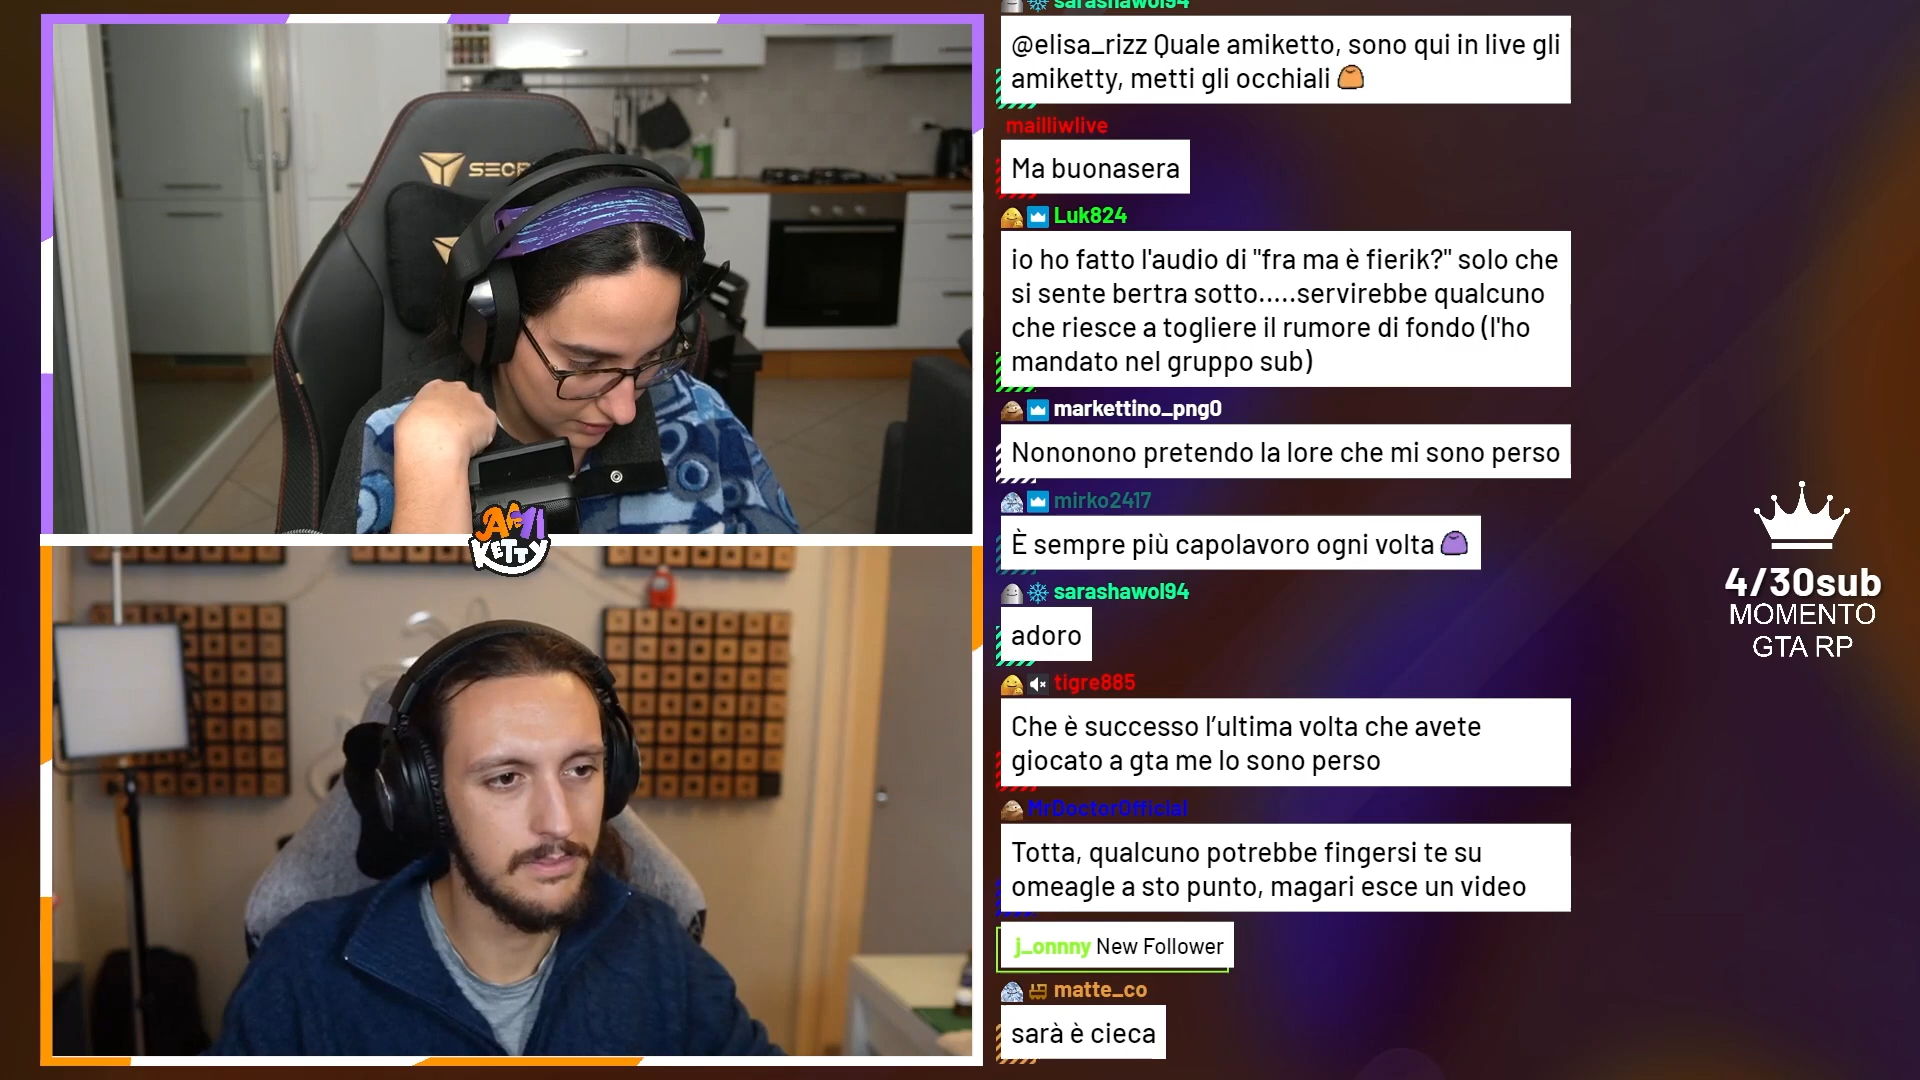 sarashawol94
@elisa_rizz Quale amiketto, sono qui in live gli
amiketty, metti gli occhiali
mailliwlive
Ma buonasera
Luk824
io ho fatto l'audio di "fra ma è fierik?" solo che
si sente bertra sotto.....servirebbe qualcuno
che riesce a togliere il rumore di fondo (l'ho
mandato nel gruppo sub)
markettino_png0
Nononono pretendo la lore che mi sono perso
mirko2417
È sempre più capolavoro ogni volta
sarashawol94
adoro
tigre885
Che è successo l’ultima volta che avete
giocato a gta me lo sono perso
MrDoctorOfficial
Totta, qualcuno potrebbe fingersi te su
omeagle a sto punto, magari esce un video
j_onnny New Follower
matte_co
sarà è cieca
4/30sub
MOMENTO
GTA RP
AMI
KETTY